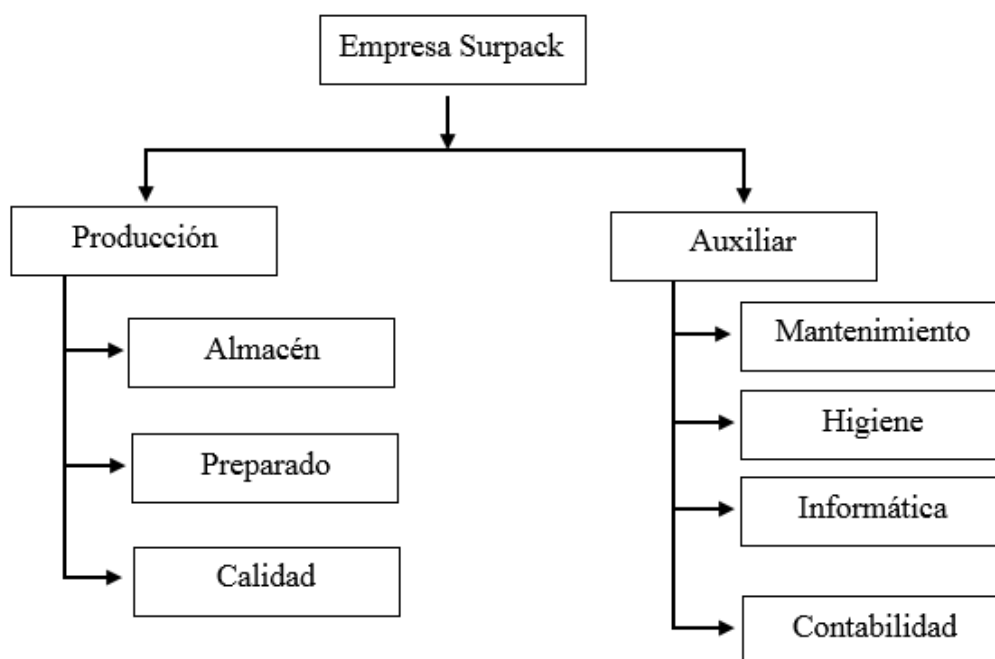 Empresa Surpack
Producción
Auxiliar
Almacén
Preparado
Calidad
Mantenimiento
Higiene
Informática
Contabilidad